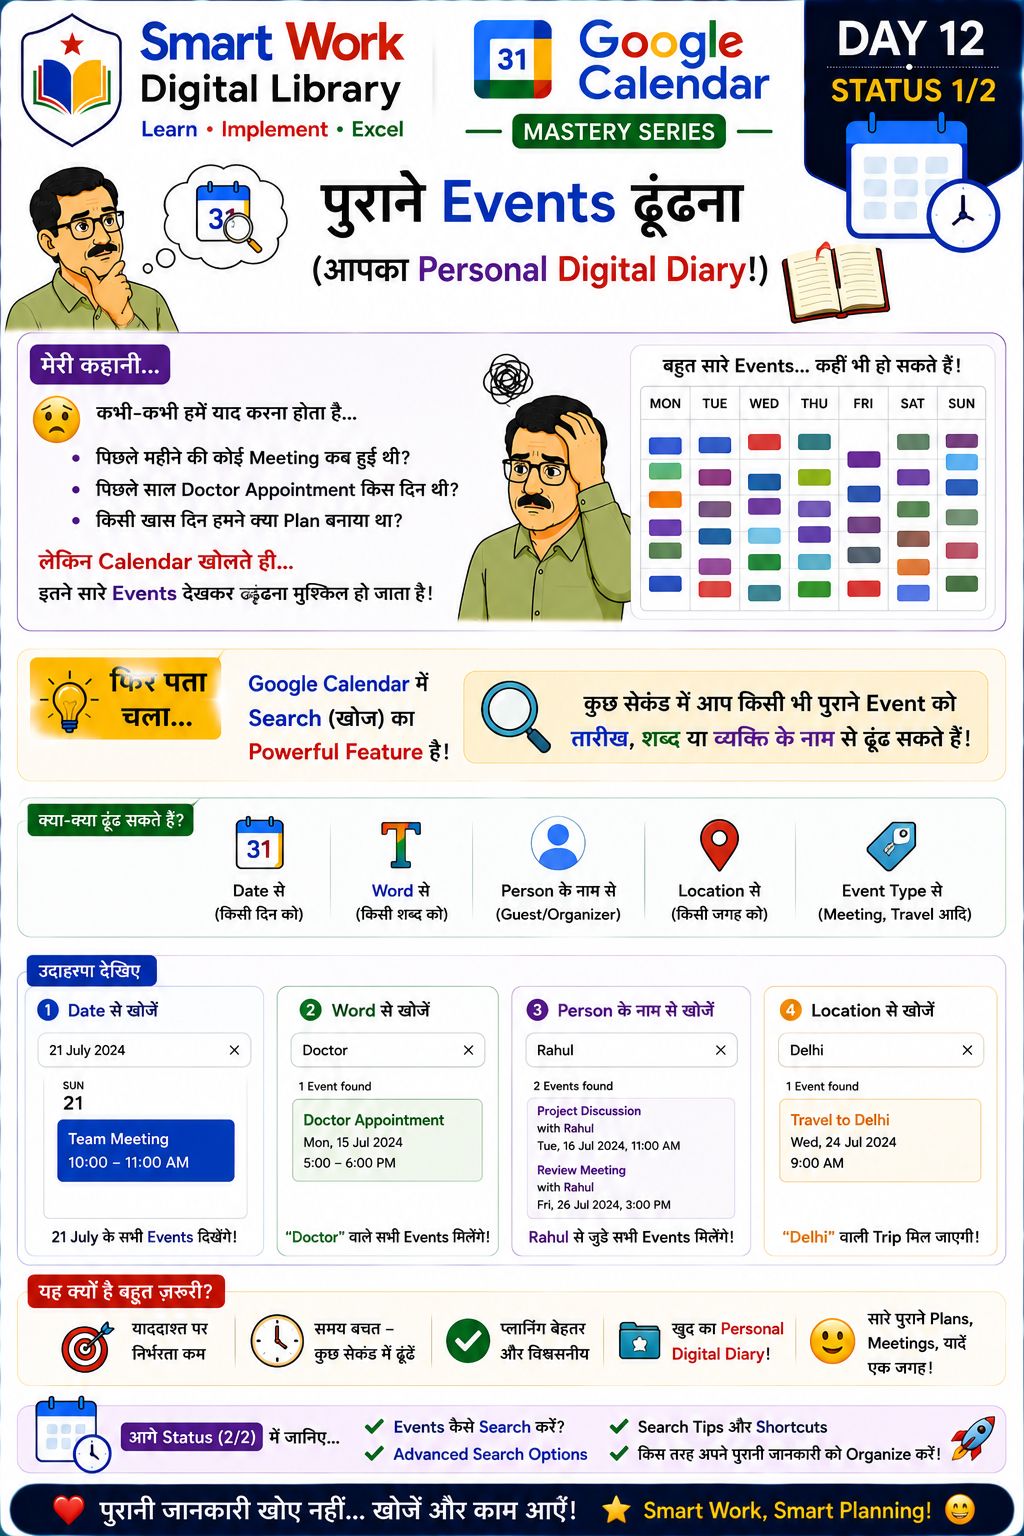 Smart Work
Digital Library
Learn • Implement • Excel
31
Google
Calendar
MASTERY SERIES
DAY 12
STATUS 1/2
31
पुराने Events ढूंढना
(आपका Personal Digital Diary!)
मेरी कहानी...
कभी-कभी हमें याद करना होता है...
• पिछले महीने की कोई Meeting कब हुई थी?
• पिछले साल Doctor Appointment किस दिन थी?
• किसी खास दिन हमने क्या Plan बनाया था?
लेकिन Calendar खोलते ही...
इतने सारे Events देखकर मुश्किल हो जाता है!
बहुत सारे Events... कहीं भी हो सकते हैं!
MON TUE WED THU FRI SAT SUN
फिर पता
चला...
Google Calendar में
Search (खोज) का
Powerful Feature है!
कुछ सेकंड में आप किसी भी पुराने Event को
तारीख, शब्द या व्यक्ति के नाम से ढूंढ सकते हैं!
क्या-क्या ढूंढ सकते हैं?
31
Date से
(किसी दिन को)
Word से
(किसी शब्द को)
Person के नाम से
(Guest/Organizer)
Location से
(किसी जगह को)
Event Type से
(Meeting, Travel आदि)
उदाहरपा देखिए
1 Date से खोजें
21 July 2024 ×
SUN
21
Team Meeting
10:00 – 11:00 AM
21 July के सभी Events दिखेंगे!
2 Word से खोजें
Doctor ×
1 Event found
Doctor Appointment
Mon, 15 Jul 2024
5:00 – 6:00 PM
“Doctor” वाले सभी Events मिलेंगे!
3 Person के नाम से खोजें
Rahul ×
2 Events found
Project Discussion
with Rahul
Tue, 16 Jul 2024, 11:00 AM
Review Meeting
with Rahul
Fri, 26 Jul 2024, 3:00 PM
Rahul से जुडे सभी Events मिलेंगे!
4 Location से खोजें
Delhi ×
1 Event found
Travel to Delhi
Wed, 24 Jul 2024
9:00 AM
“Delhi” वाली Trip मिल जाएगी!
यह क्यों है बहुत ज़रूरी?
याददाश्त पर
निर्भरता कम
समय बचत –
कुछ सेकंड में ढूंढें
प्लानिंग बेहतर
और विश्वसनीय
खुद का Personal
Digital Diary!
सारे पुराने Plans,
Meetings, यादें
एक जगह!
आगे Status (2/2) में जानिए...
✓ Events कैसे Search करें?
✓ Advanced Search Options
✓ Search Tips और Shortcuts
✓ किस तरह अपने पुरानी जानकारी को Organize करें!
पुरानी जानकारी खोए नहीं... खोजें और काम आएँ!
Smart Work, Smart Planning!